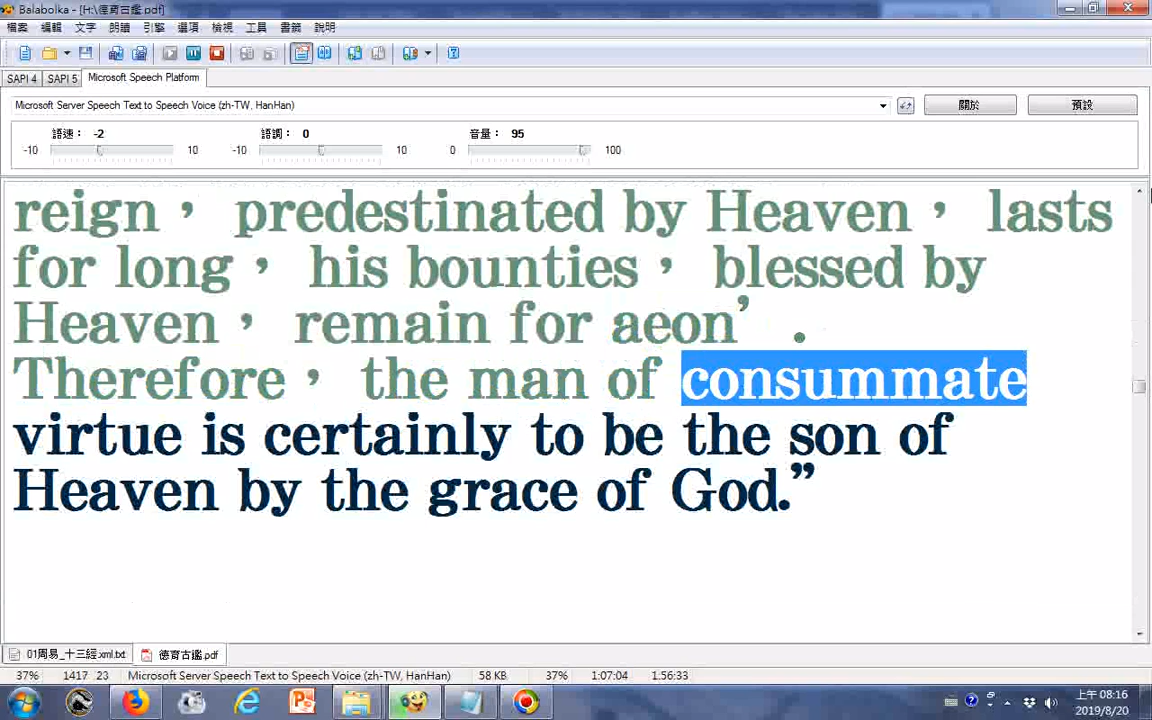 Balabolka - [H:\德育古鑑.pdf]
檔案 編輯 文字 朗讀 引擎 選項 檢視 工具 書籤 說明
SAPI 4 SAPI 5 Microsoft Speech Platform
Microsoft Server Speech Text to Speech Voice (zh-TW, HanHan) 關於 預設
語速： -2 語調： 0 音量： 95
-10 10 -10 10 0 100
reign， predestinated by Heaven， lasts
for long， his bounties， blessed by
Heaven， remain for aeon’．
Therefore， the man of consummate
virtue is certainly to be the son of
Heaven by the grace of God.”
01周易_十三經.xml.txt 德育古鑑.pdf
37% 1417 : 23 Microsoft Server Speech Text to Speech Voice (zh-TW, HanHan) 58 KB 37% 1:07:04 1:56:33
上午 08:16
2019/8/20